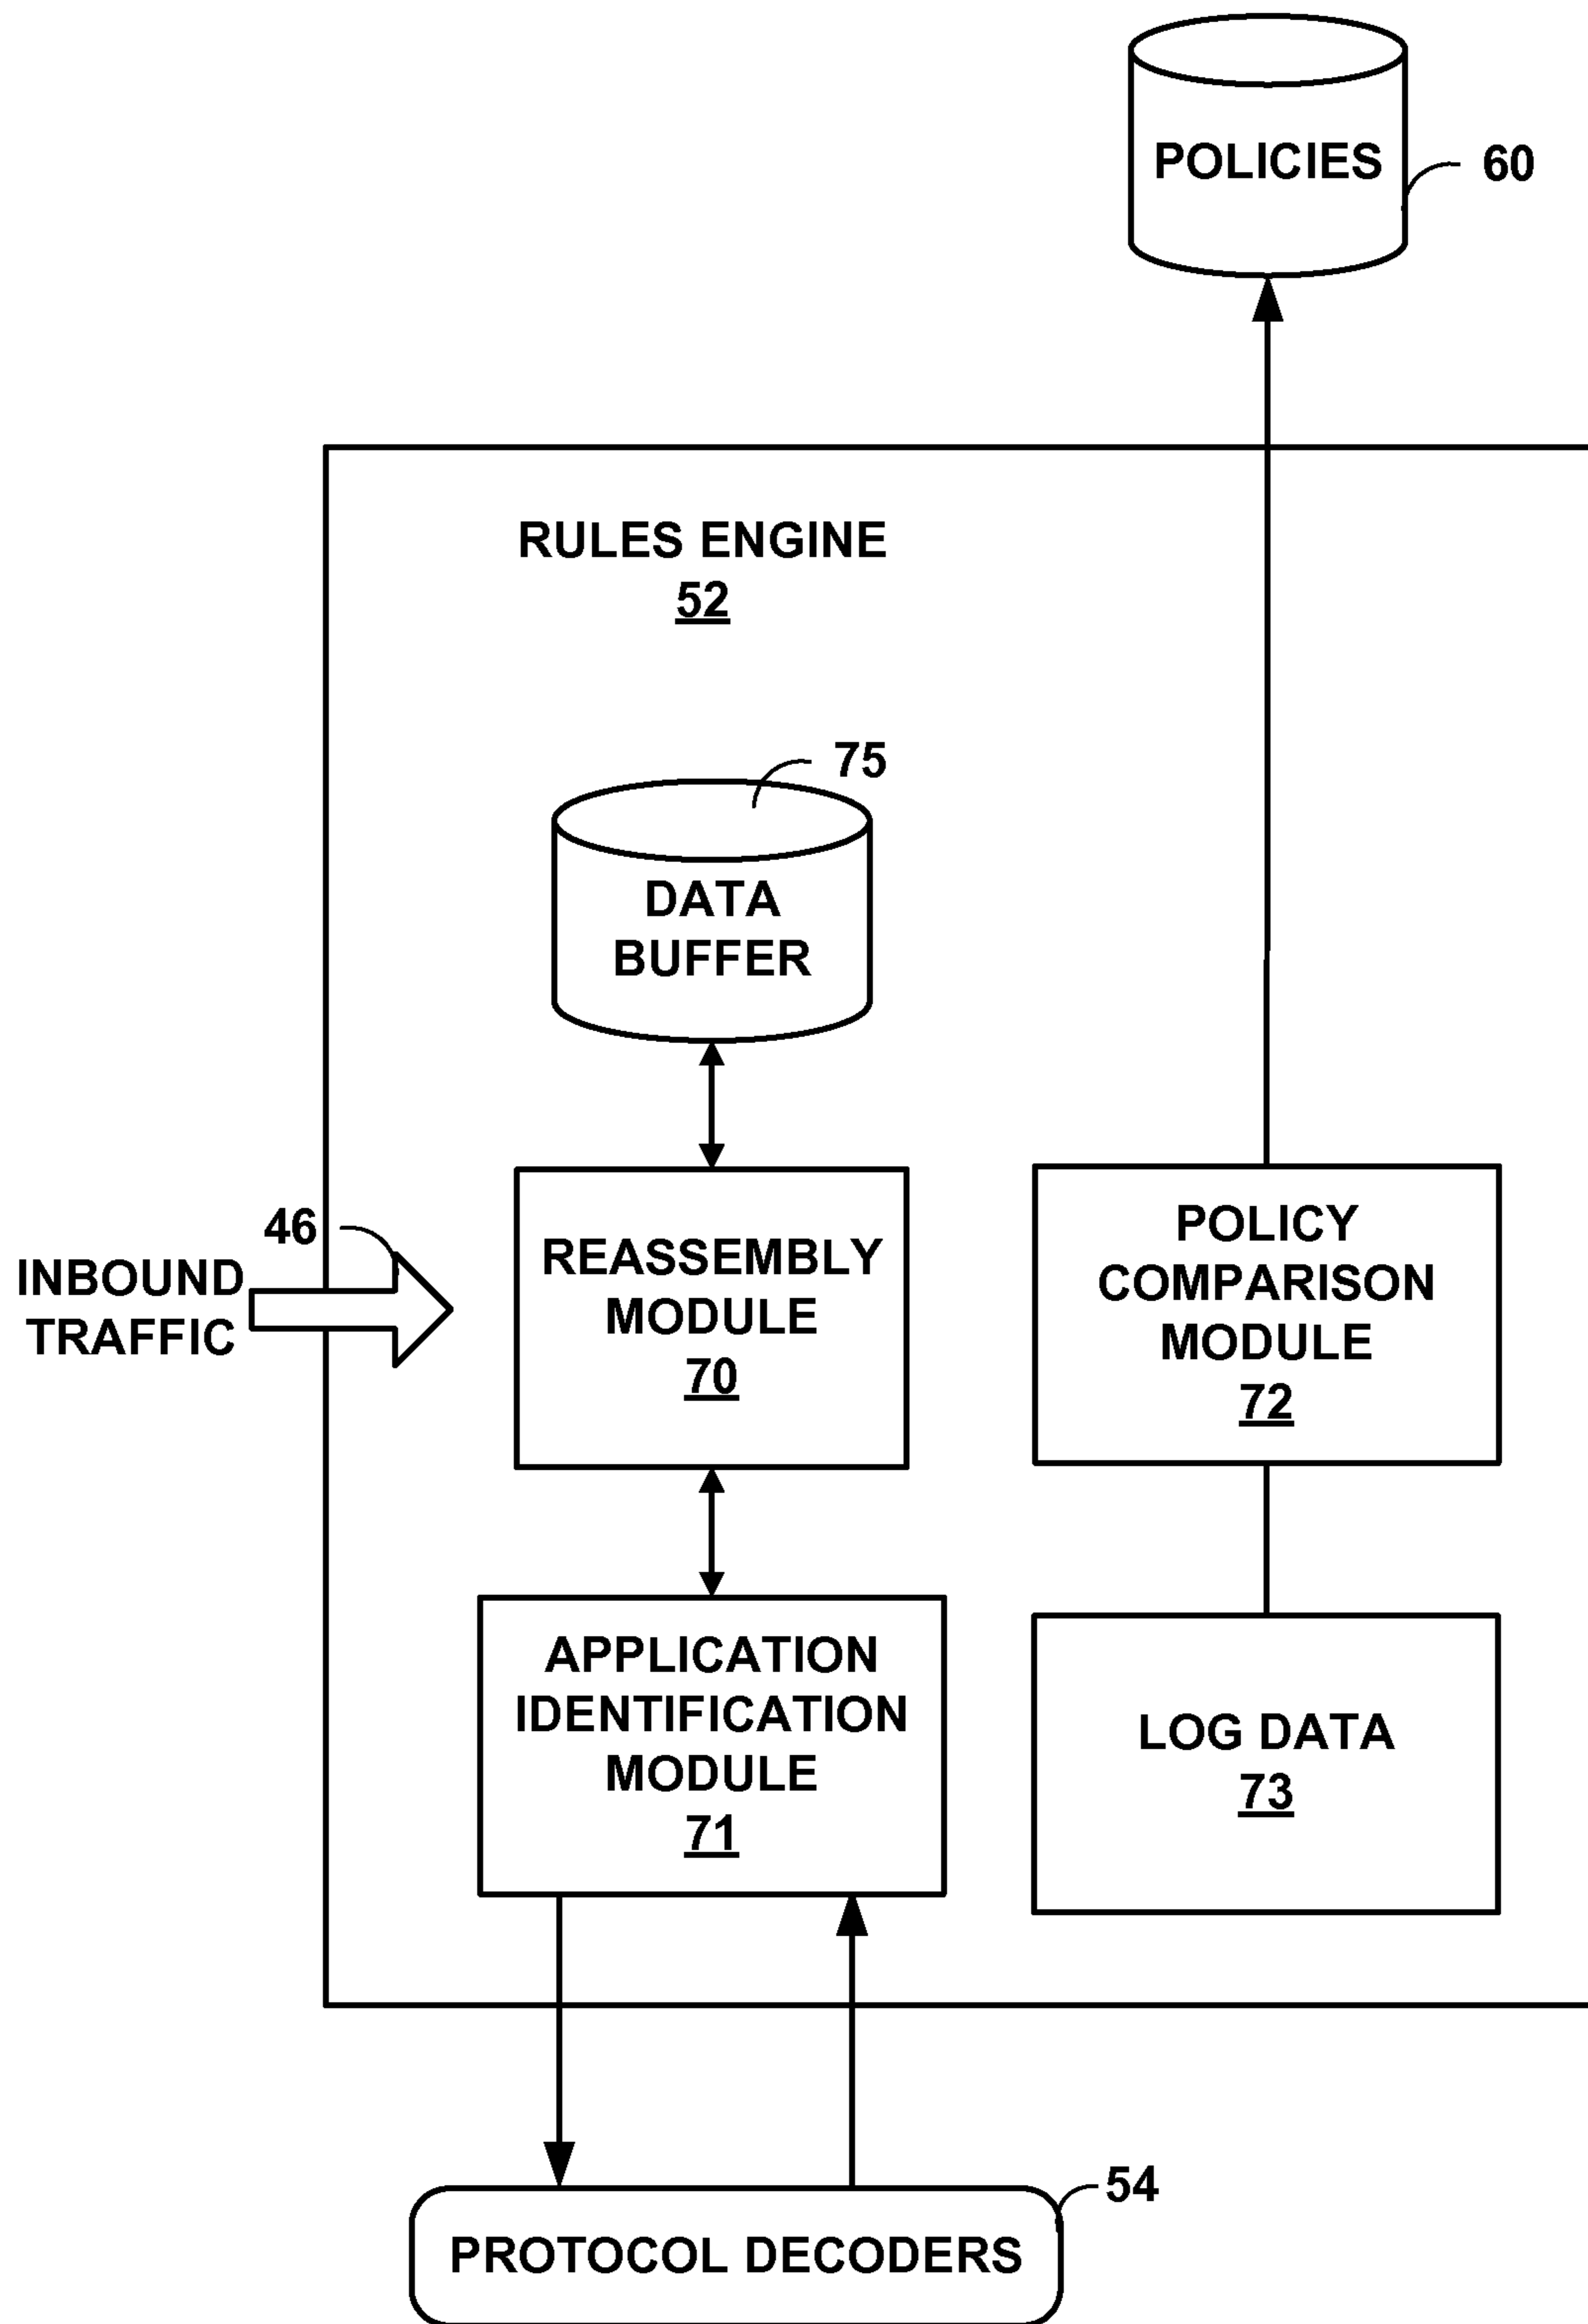 POLICIES
60
RULES ENGINE
52
75
DATA
BUFFER
46
INBOUND
TRAFFIC
REASSEMBLY
MODULE
70
POLICY
COMPARISON
MODULE
72
APPLICATION
IDENTIFICATION
MODULE
71
LOG DATA
73
54
PROTOCOL DECODERS